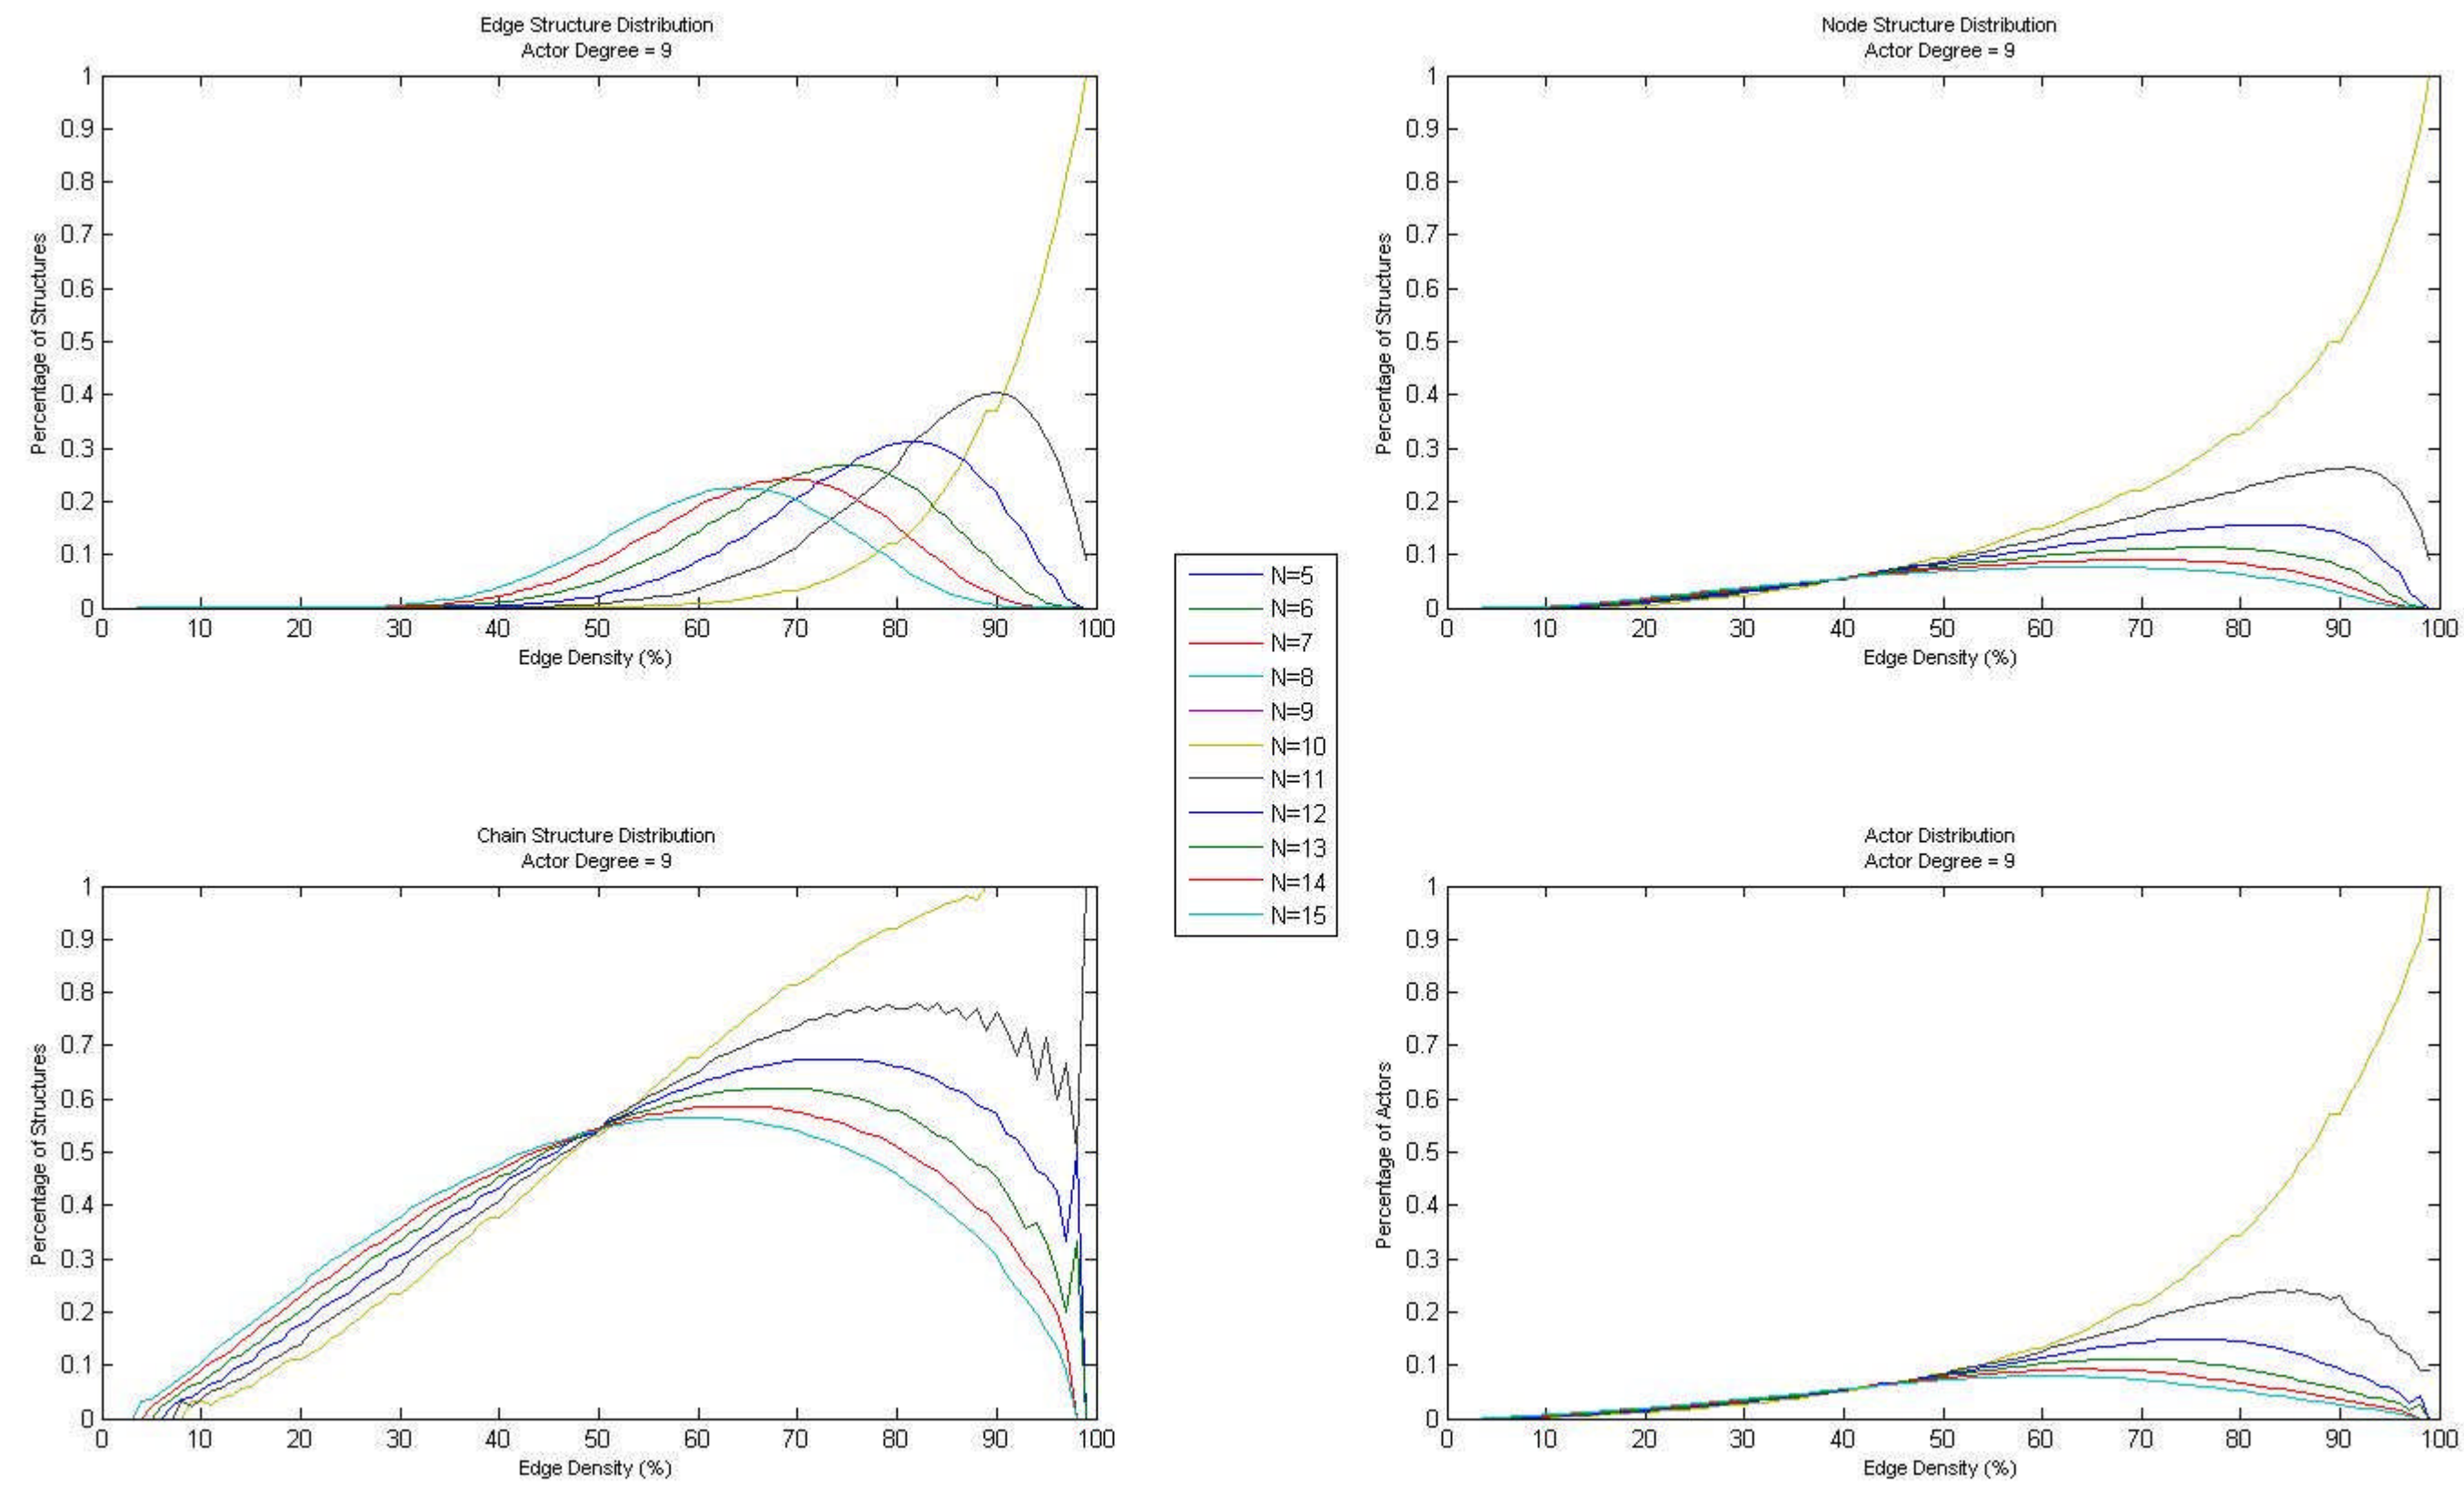 Edge Structure Distribution
Actor Degree = 9
Percentage of Structures
1
0.9
0.8
0.7
0.6
0.5
0.4
0.3
0.2
0.1
0
0 10 20 30 40 50 60 70 80 90 100
Edge Density (%)
Node Structure Distribution
Actor Degree = 9
Percentage of Structures
1
0.9
0.8
0.7
0.6
0.5
0.4
0.3
0.2
0.1
0
0 10 20 30 40 50 60 70 80 90 100
Edge Density (%)
N=5
N=6
N=7
N=8
N=9
N=10
N=11
N=12
N=13
N=14
N=15
Chain Structure Distribution
Actor Degree = 9
Percentage of Structures
1
0.9
0.8
0.7
0.6
0.5
0.4
0.3
0.2
0.1
0
0 10 20 30 40 50 60 70 80 90 100
Edge Density (%)
Actor Distribution
Actor Degree = 9
Percentage of Actors
1
0.9
0.8
0.7
0.6
0.5
0.4
0.3
0.2
0.1
0
0 10 20 30 40 50 60 70 80 90 100
Edge Density (%)